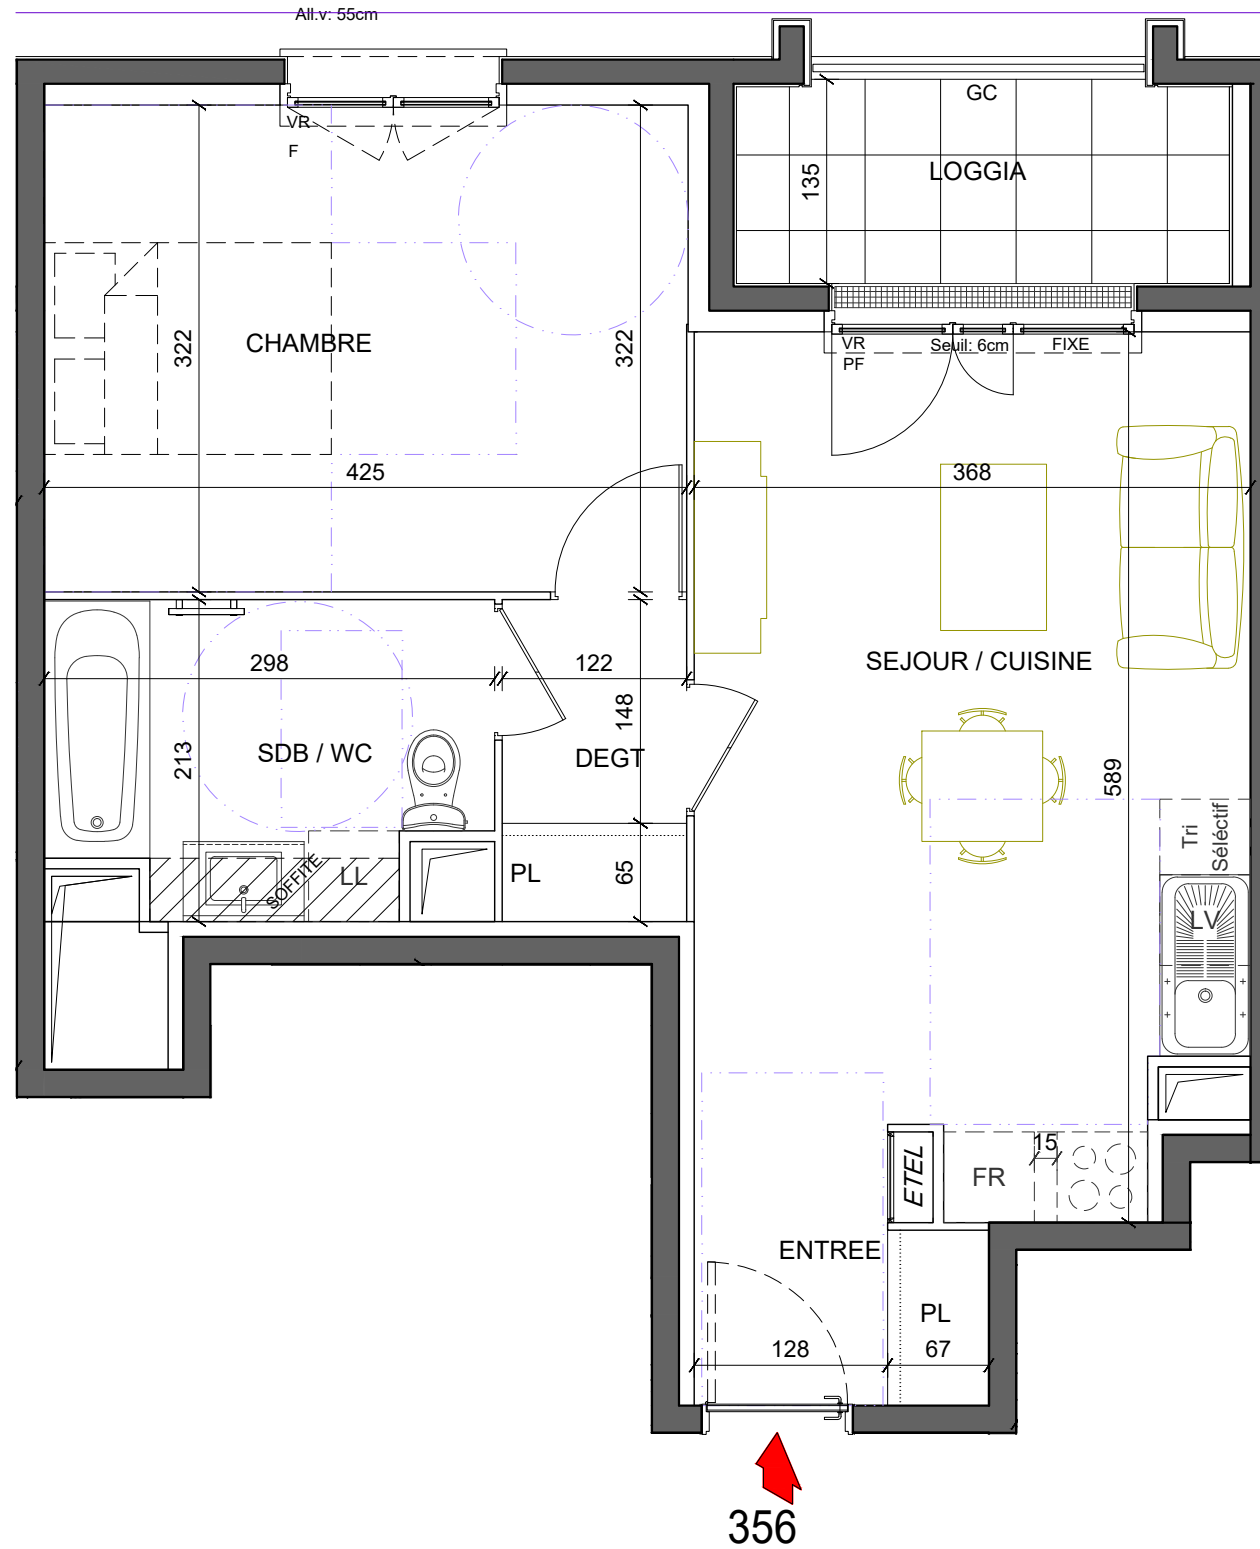 All.v: 55cm
VR
F
GC
LOGGIA
135
322
322
CHAMBRE
VR
PF
Seuil: 6cm
FIXE
425
368
298
122
SEJOUR / CUISINE
148
213
SDB / WC
DEGT
589
Tri
Séléctif
SOFFITE
LL
PL
65
LV
15
ETEL
FR
ENTREE
PL
128
67
356